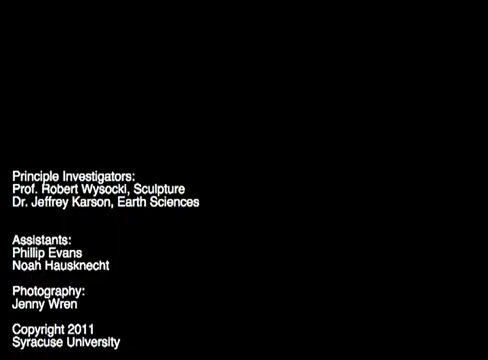 Principle Investigators:
Prof. Robert Wysocki, Sculpture
Dr. Jeffrey Karson, Earth Sciences
Assistants:
Phillip Evans
Noah Hausknecht
Photography:
Jenny Wren
Copyright 2011
Syracuse University